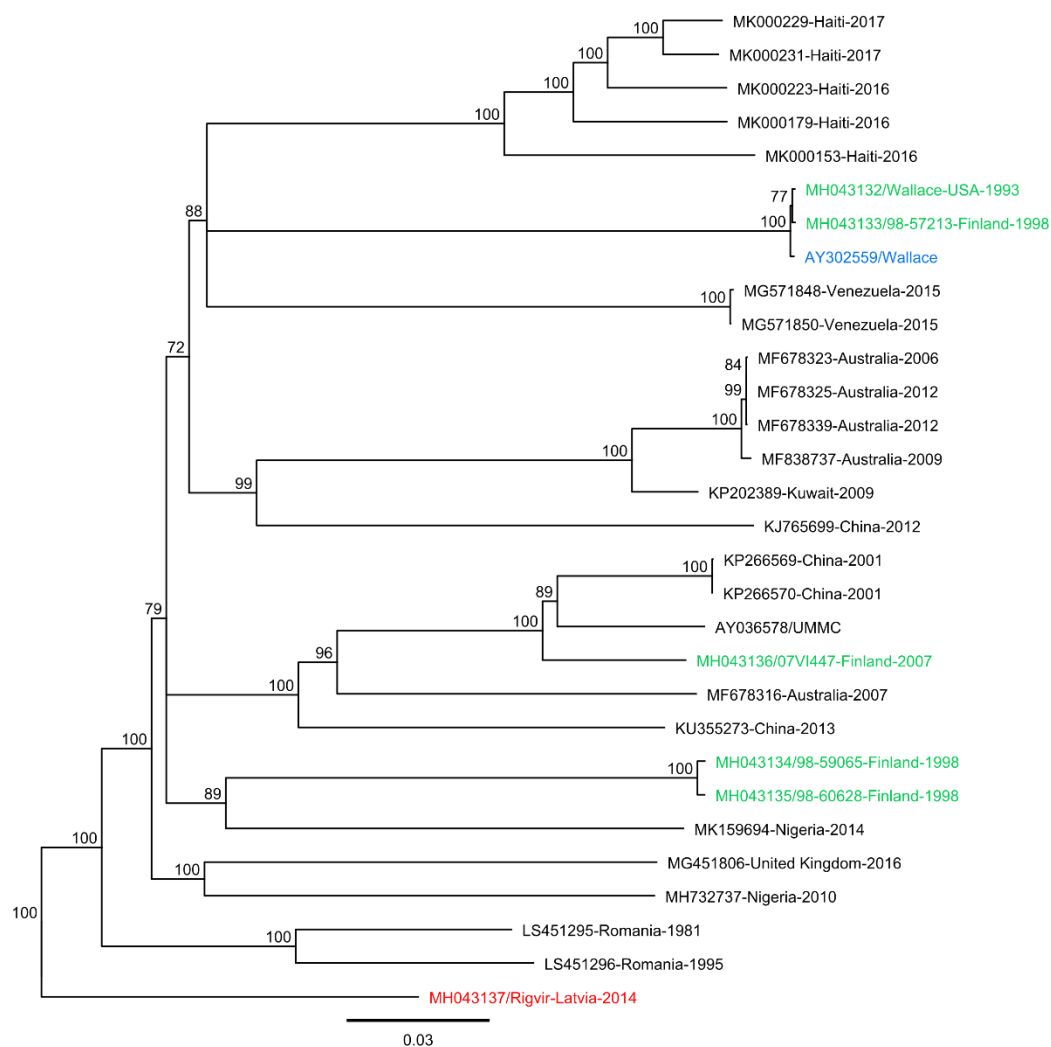 MK000229-Haiti-2017
100
MK000231-Haiti-2017
100
MK000223-Haiti-2016
100
MK000179-Haiti-2016
100
MK000153-Haiti-2016
MH043132/Wallace-USA-1993
77
88
100
MH043133/98-57213-Finland-1998
AY302559/Wallace
MG571848-Venezuela-2015
100
MG571850-Venezuela-2015
72
MF678323-Australia-2006
84
99
MF678325-Australia-2012
100
MF678339-Australia-2012
100
MF838737-Australia-2009
99
KP202389-Kuwait-2009
KJ765699-China-2012
KP266569-China-2001
100
KP266570-China-2001
89
79
100
AY036578/UMMC
96
MH043136/07VI447-Finland-2007
100
MF678316-Australia-2007
KU355273-China-2013
100
MH043134/98-59065-Finland-1998
100
MH043135/98-60628-Finland-1998
89
MK159694-Nigeria-2014
100
MG451806-United Kingdom-2016
100
MH732737-Nigeria-2010
100
LS451295-Romania-1981
100
LS451296-Romania-1995
MH043137/Rigvir-Latvia-2014
0.03